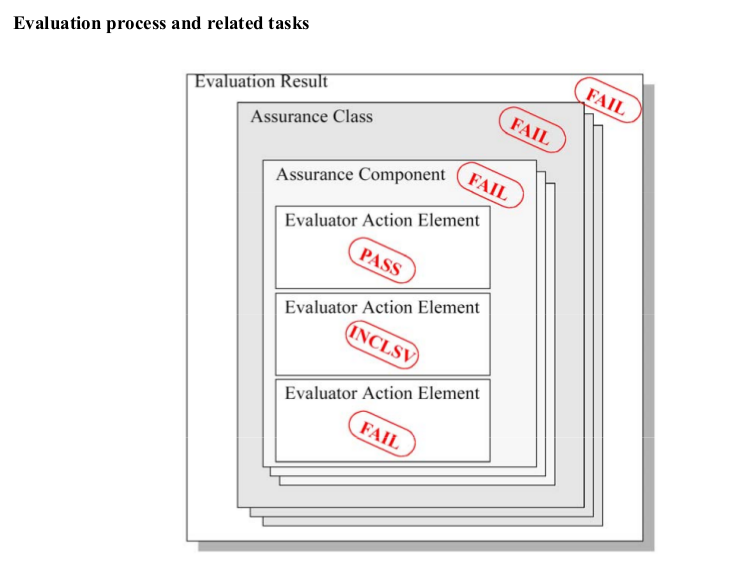 Evaluation process and related tasks
Evaluation Result
FAIL
Assurance Class
FAIL
Assurance Component
FAIL
Evaluator Action Element
PASS
Evaluator Action Element
INCLSV
Evaluator Action Element
FAIL